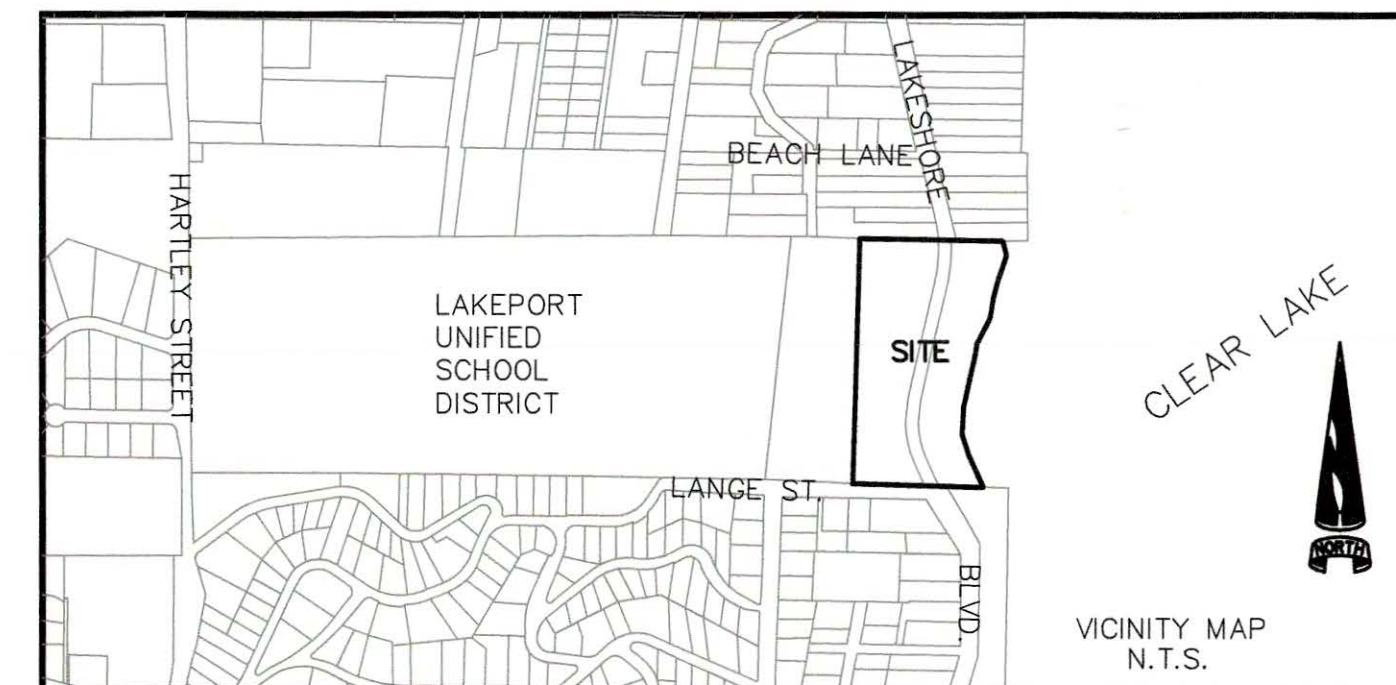 LAKESHORE
BEACH LANE
HARTLEY STREET
LAKEPORT
UNIFIED
SCHOOL
DISTRICT
SITE
CLEAR LAKE
LANGE ST.
NORTH
BLVD.
VICINITY MAP
N.T.S.